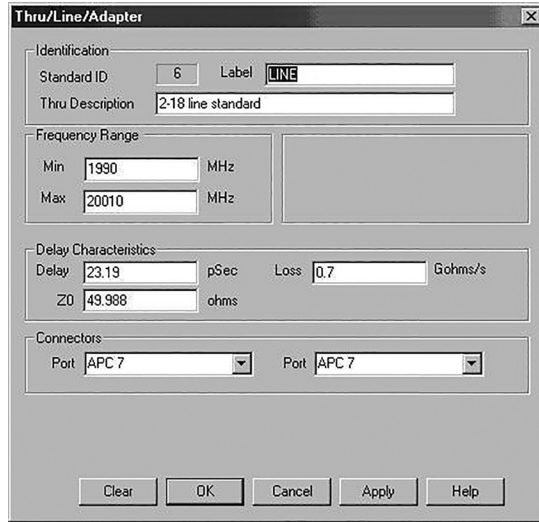 Thru/Line/Adapter
Identification
Standard ID 6 Label LINE
Thru Description 2-18 line standard
Frequency Range
Min 1990 MHz
Max 20010 MHz
Delay Characteristics
Delay 23.19 pSec Loss 0.7 Gohms/s
Z0 49.988 ohms
Connectors
Port APC 7 Port APC 7
Clear OK Cancel Apply Help